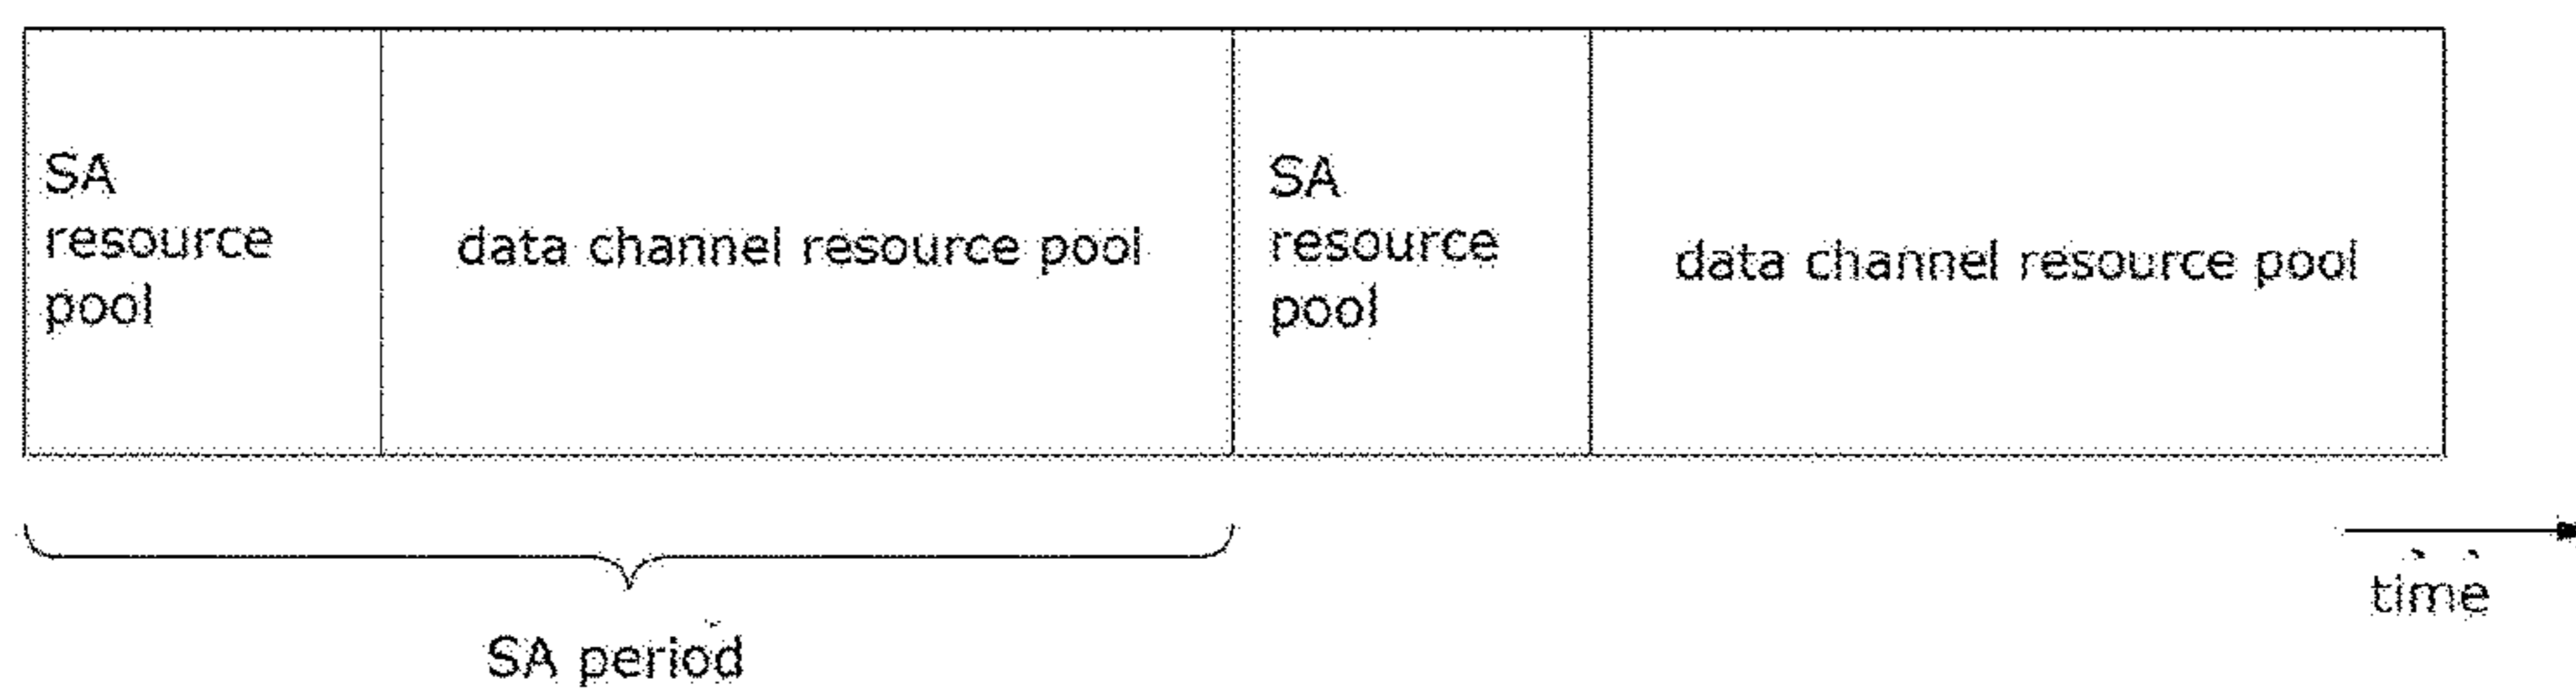 SA
resource
pool
data channel resource pool
SA
resource
pool
data channel resource pool
SA period
time